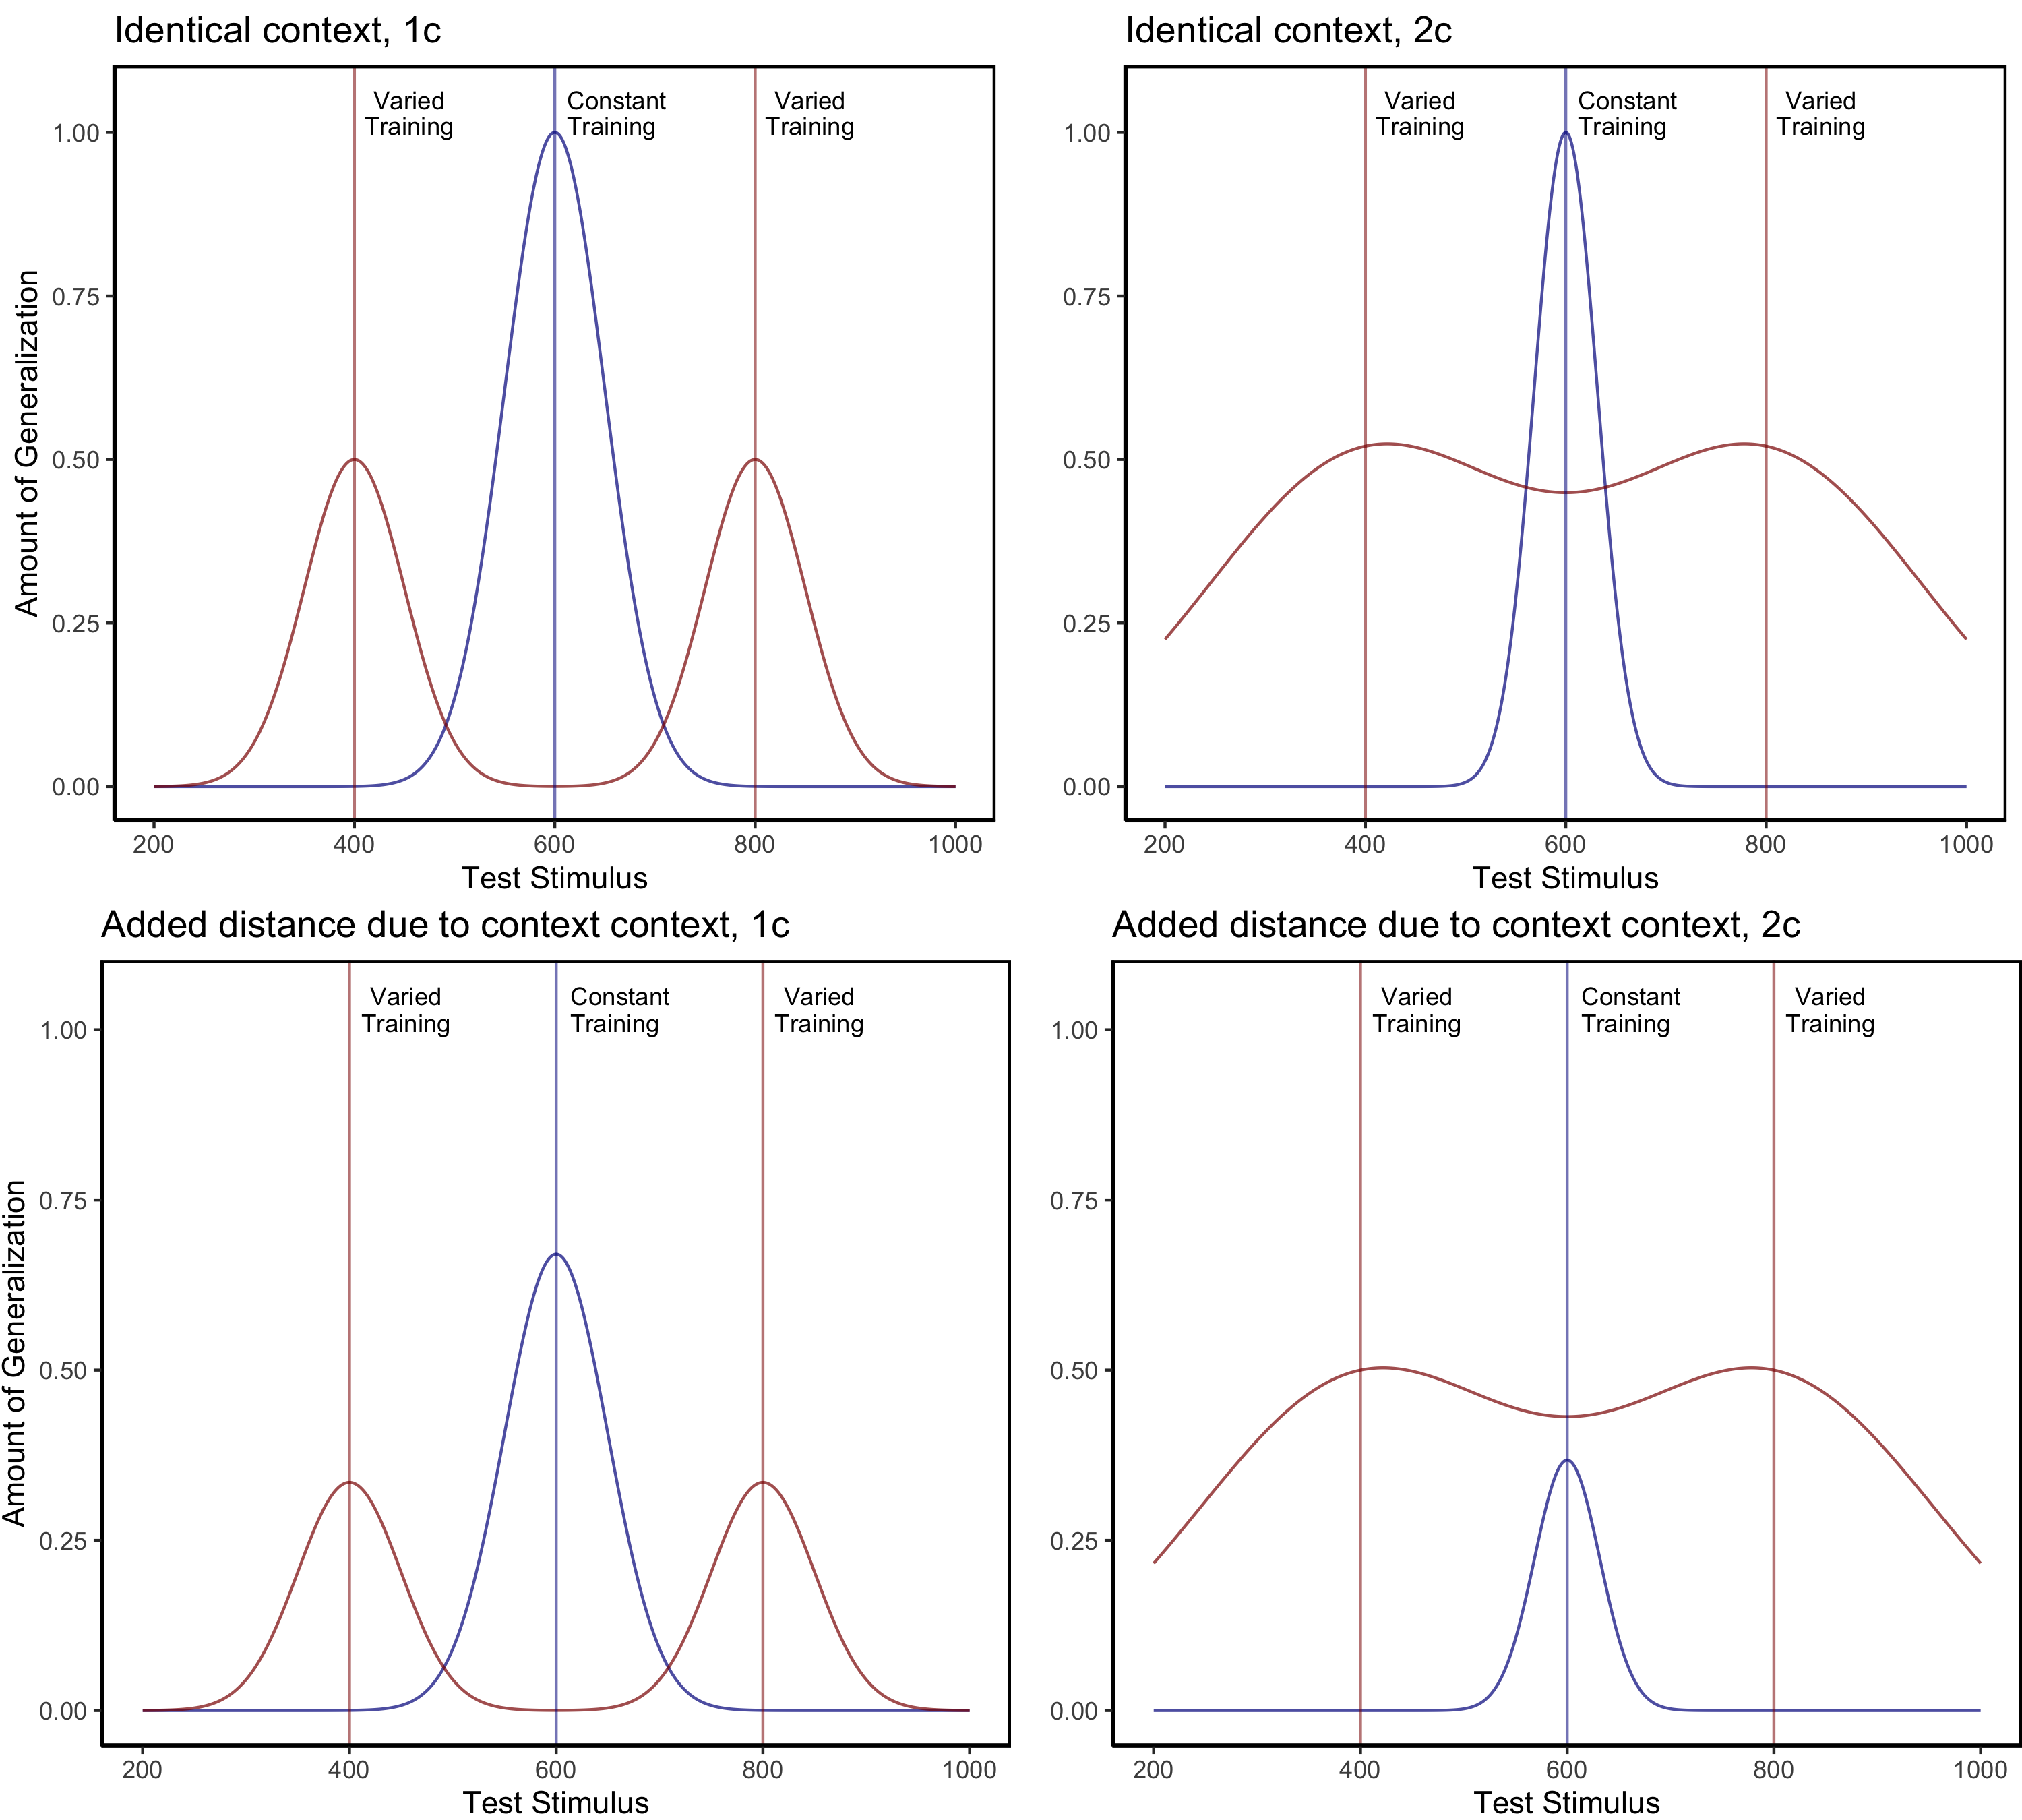 Identical context, 1c
Varied
Training
Constant
Training
Varied
Training
1.00
0.75
0.50
0.25
0.00
Amount of Generalization
200 400 600 800 1000
Test Stimulus
Identical context, 2c
Varied
Training
Constant
Training
Varied
Training
1.00
0.75
0.50
0.25
0.00
200 400 600 800 1000
Test Stimulus
Added distance due to context context, 1c
Varied
Training
Constant
Training
Varied
Training
1.00
0.75
0.50
0.25
0.00
Amount of Generalization
200 400 600 800 1000
Test Stimulus
Added distance due to context context, 2c
Varied
Training
Constant
Training
Varied
Training
1.00
0.75
0.50
0.25
0.00
200 400 600 800 1000
Test Stimulus